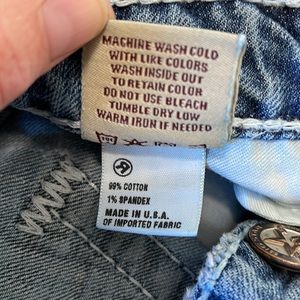 MACHINE WASH COLD
WITH LIKE COLORS
WASH INSIDE OUT
TO RETAIN COLOR
DO NOT USE BLEACH
TUMBLE DRY LOW
WARM IRON IF NEEDED
99% COTTON
1% SPANDEX
MADE IN U.S.A.
OF IMPORTED FABRIC